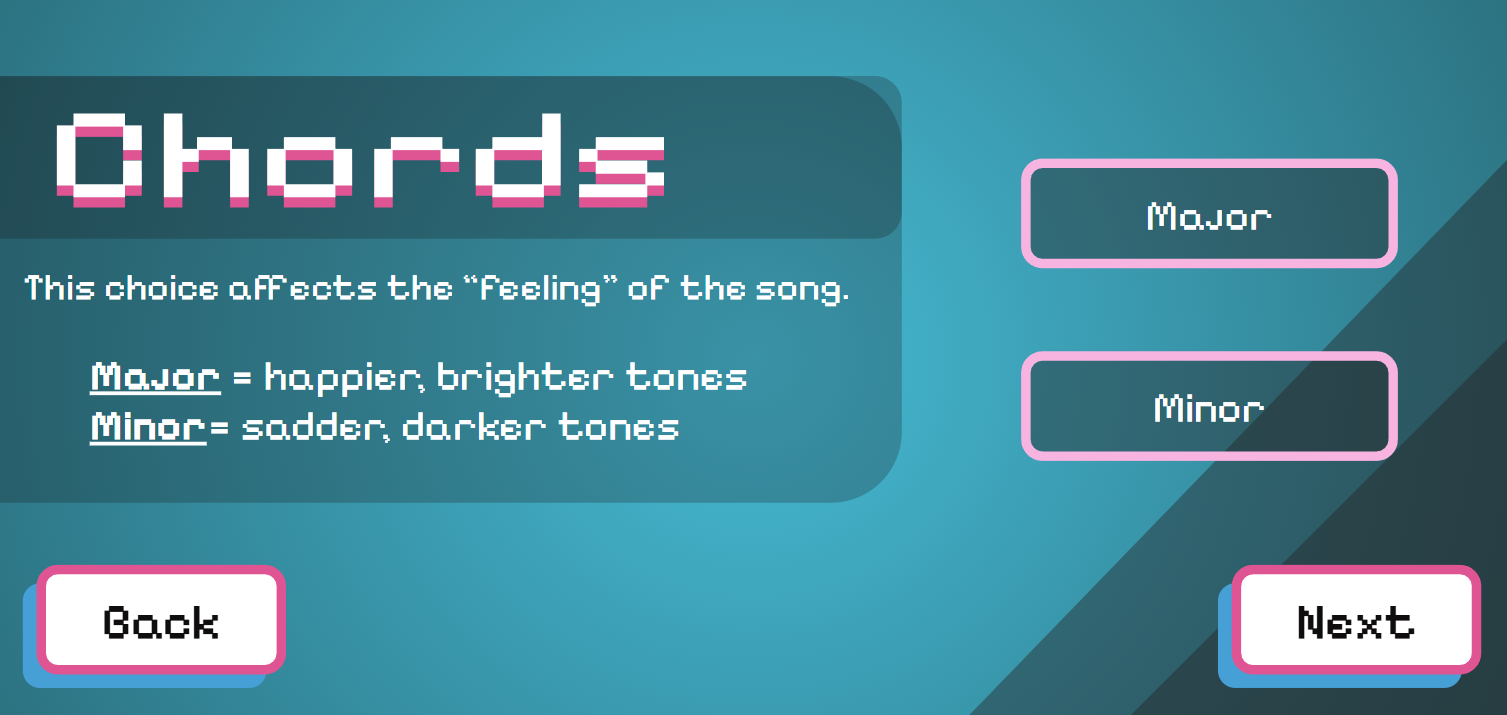 Chords
This choice affects the “feeling” of the song.
Major = happier, brighter tones
Minor = sadder, darker tones
Major
Minor
Back
Next